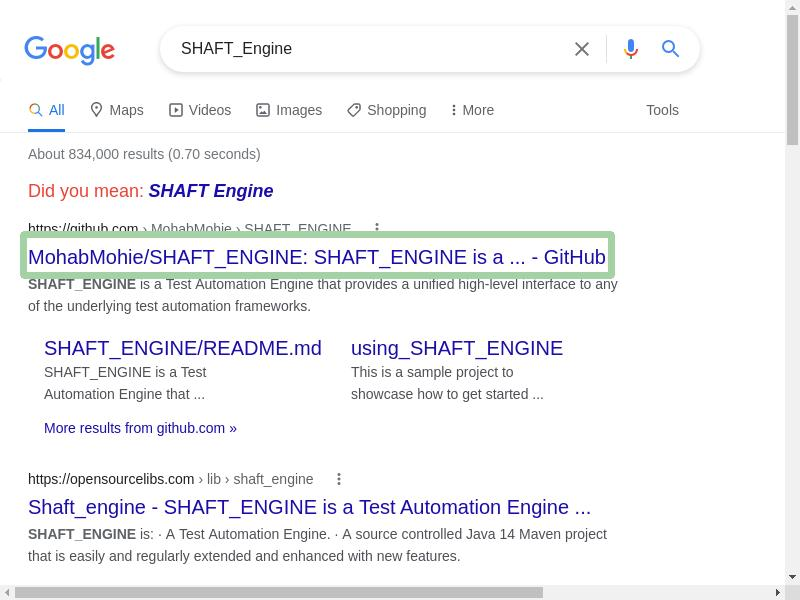 Google
SHAFT_Engine
All Maps Videos Images Shopping More Tools
About 834,000 results (0.70 seconds)
Did you mean: SHAFT Engine
https://github.com › MohabMohie › SHAFT_ENGINE
MohabMohie/SHAFT_ENGINE: SHAFT_ENGINE is a ... - GitHub
SHAFT_ENGINE is a Test Automation Engine that provides a unified high-level interface to any
of the underlying test automation frameworks.
SHAFT_ENGINE/README.md
SHAFT_ENGINE is a Test
Automation Engine that ...
using_SHAFT_ENGINE
This is a sample project to
showcase how to get started ...
More results from github.com »
https://opensourcelibs.com › lib › shaft_engine
Shaft_engine - SHAFT_ENGINE is a Test Automation Engine ...
SHAFT_ENGINE is: · A Test Automation Engine. · A source controlled Java 14 Maven project
that is easily and regularly extended and enhanced with new features.